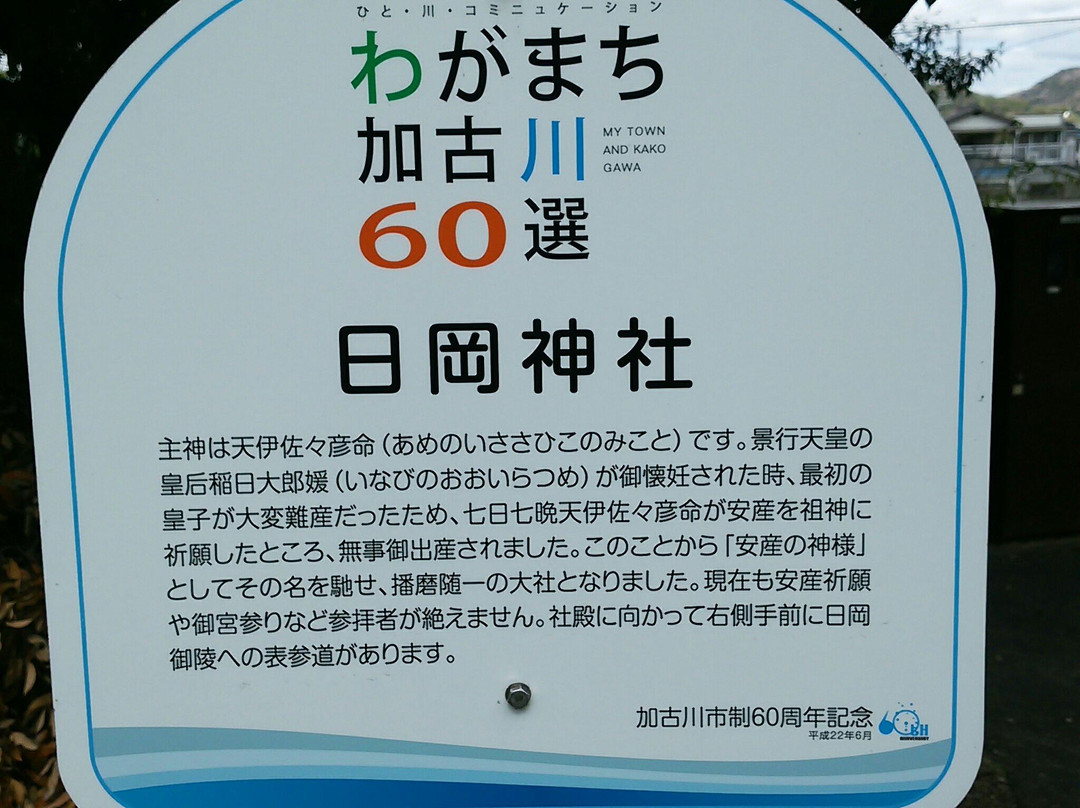 ひと・川・コミニュケーション
わがまち
加古川
MY TOWN
AND KAKO
GAWA
60選
日岡神社
主神は天伊佐々彦命（あめのいささひこのみこと）です。景行天皇の
皇后稲日大郎媛（いなびのおおいらつめ）が御懐妊された時、最初の
皇子が大変難産だったため、七日七晩天伊佐々彦命が安産を祖神に
祈願したところ、無事御出産されました。このことから「安産の神様」
としてその名を馳せ、播磨随一の大社となりました。現在も安産祈願
や御宮参りなど参拝者が絶えません。社殿に向かって右側手前に日岡
御陵への表参道があります。
加古川市制60周年記念
平成22年6月